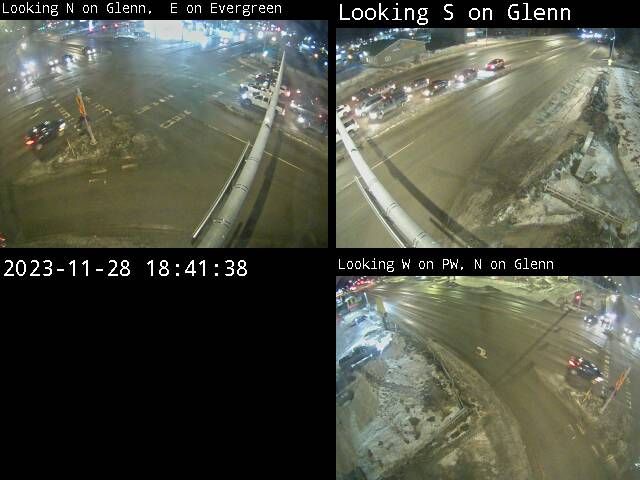 Looking N on Glenn, E on Evergreen
Looking S on Glenn
2023-11-28 18:41:38
Looking W on PW, N on Glenn